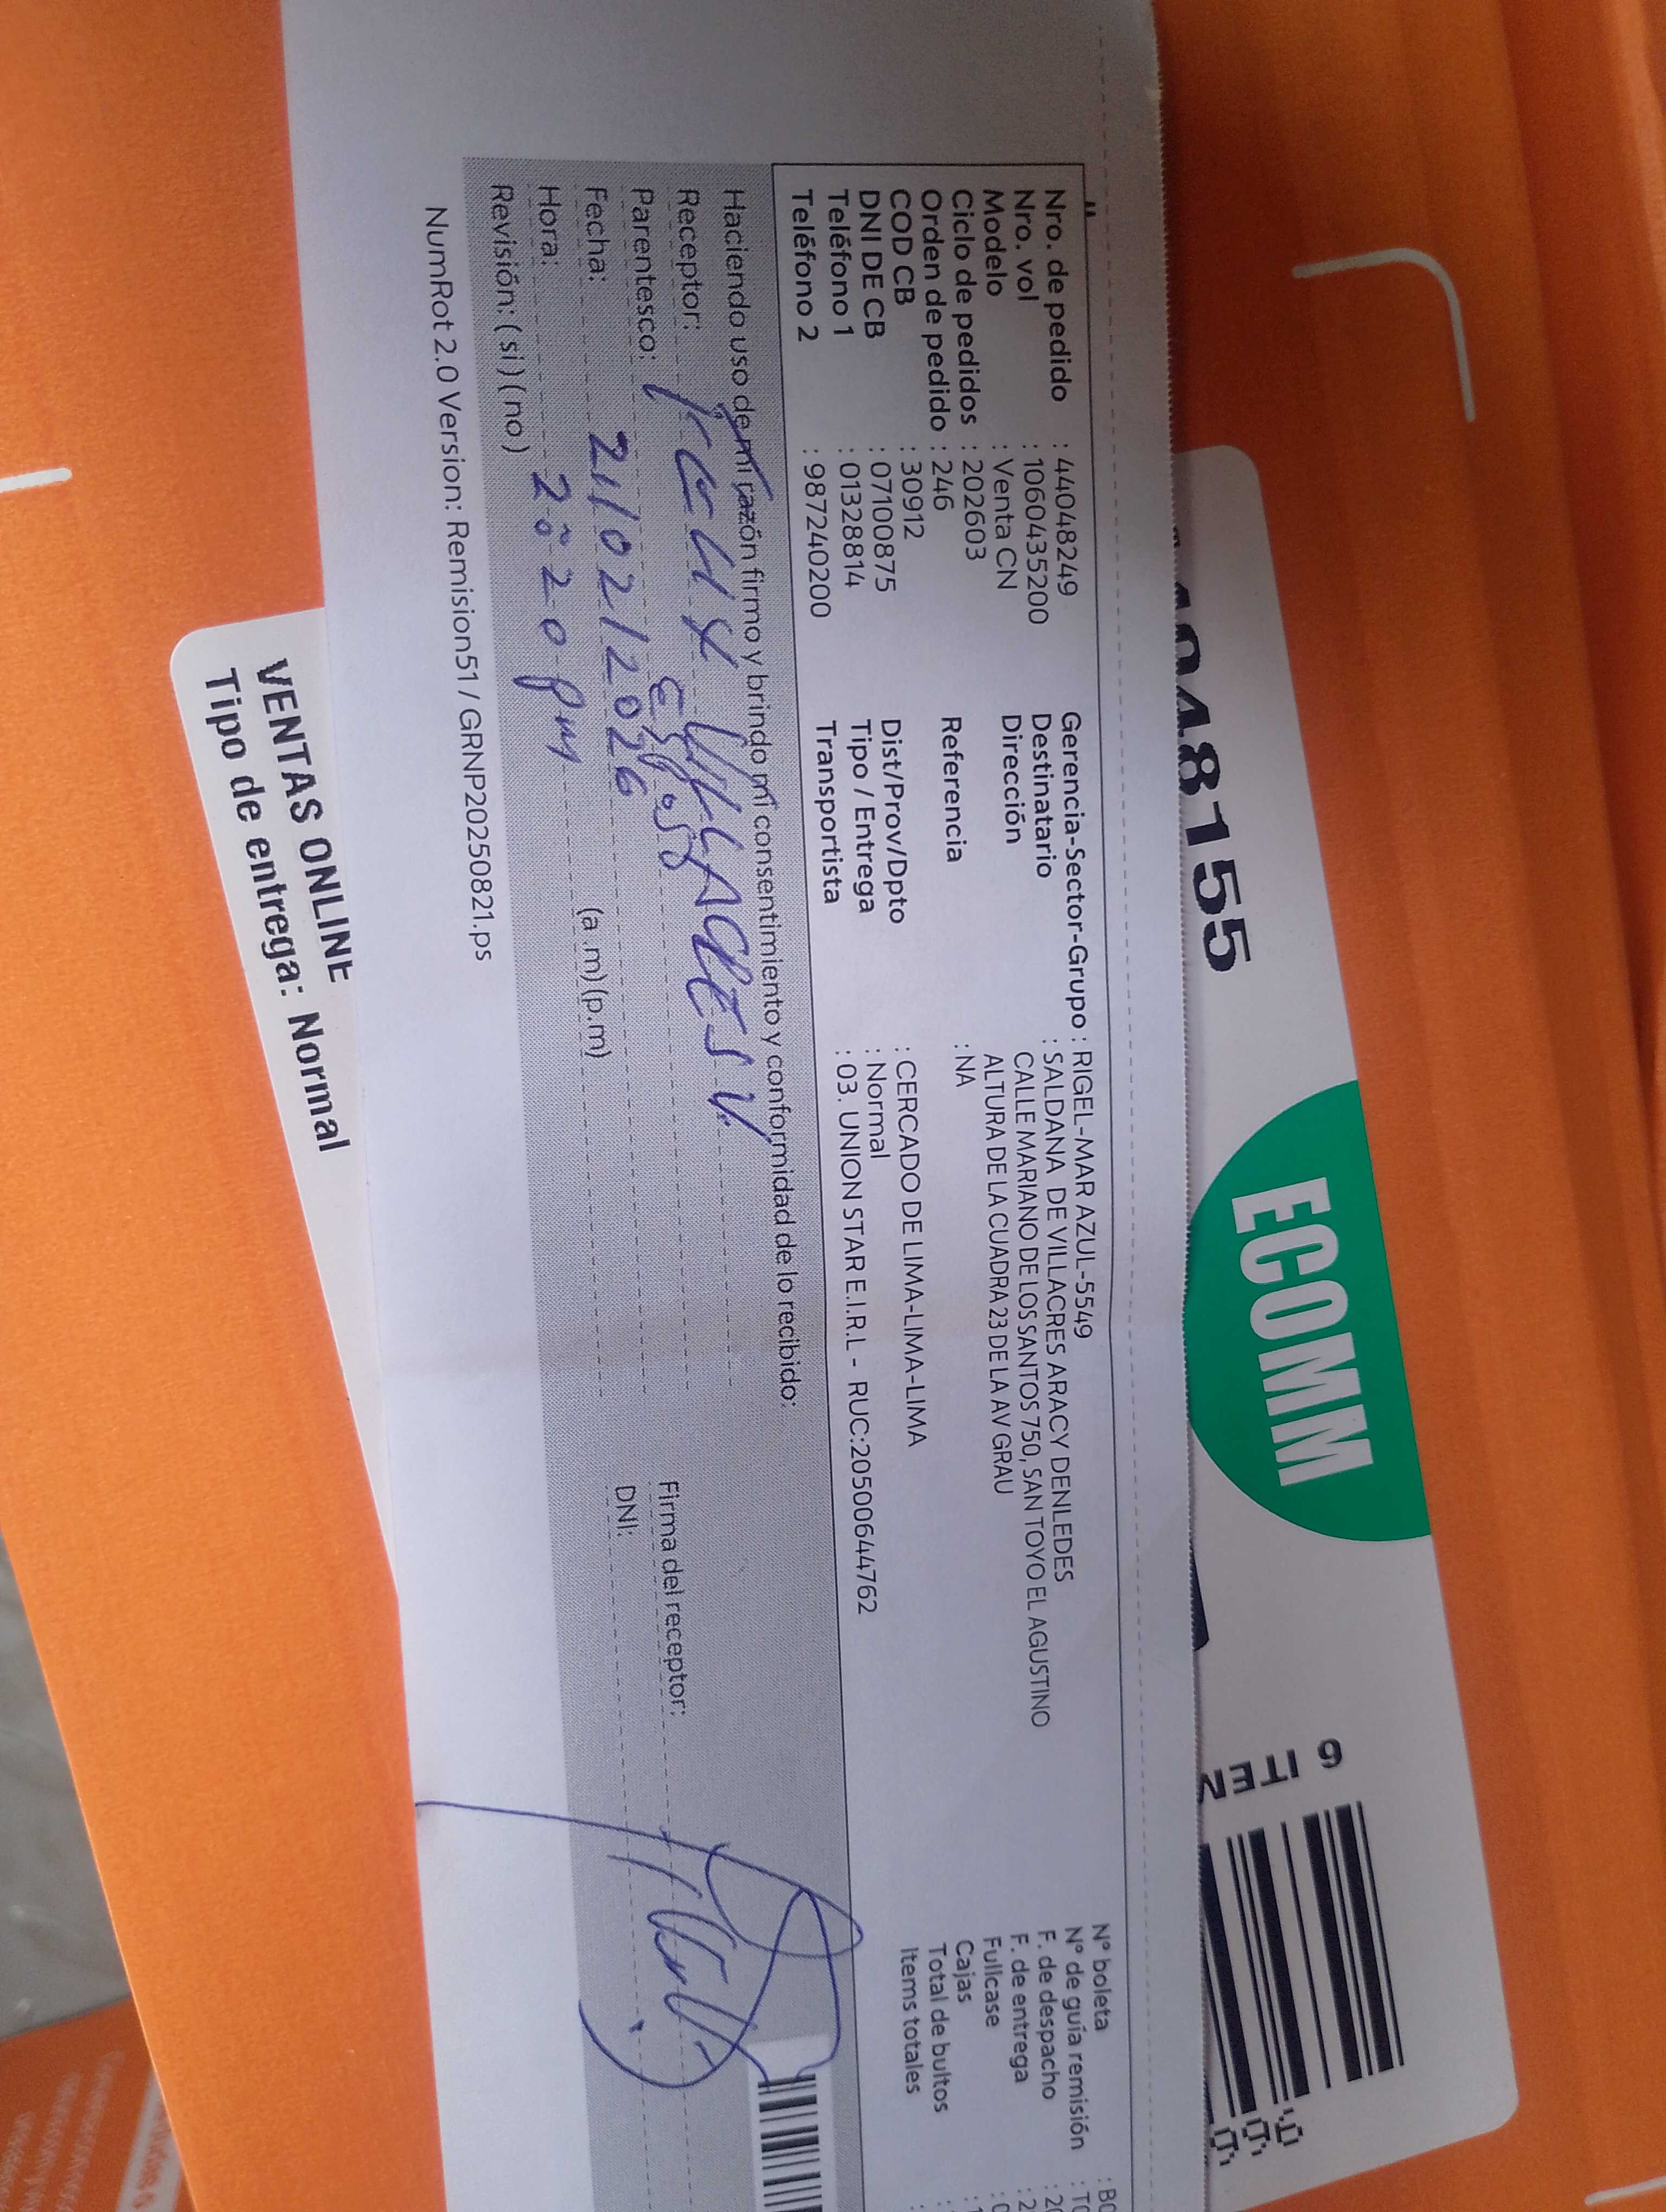 048155
ECOMM
6 ITEM
Nro. de pedido : 44048249
Nro. vol : 1060435200
Modelo : Venta CN
Ciclo de pedidos : 202603
Orden de pedido : 246
COD CB : 30912
DNI DE CB : 07100875
Teléfono 1 : 01328814
Teléfono 2 : 987240200
Gerencia-Sector-Grupo : RIGEL-MAR AZUL-5549
Destinatario : SALDANA DE VILLACRES ARACY DENLEDES
Dirección CALLE MARIANO DE LOS SANTOS 750, SAN TOYO EL AGUSTINO
ALTURA DE LA CUADRA 23 DE LA AV GRAU
Referencia : NA
Dist/Prov/Dpto : CERCADO DE LIMA-LIMA-LIMA
Tipo / Entrega : Normal
Transportista : 03. UNION STAR E.I.R.L - RUC:20500644762
N° boleta : BO
N° de guía remisión : T0
F. de despacho : 20
F. de entrega : 2
Fullcase
Cajas
Total de bultos
Items totales
Haciendo uso de mi razón firmo y brindo mi consentimiento y conformidad de lo recibido:
Receptor: VILLACRES V.
Parentesco: Esposo
Fecha: 21/02/2026
Hora: 2:20 pm (a .m) (p.m)
Revisión: ( si ) ( no )
Firma del receptor:
DNI:
NumRot 2.0 Version: Remision51 / GRNP20250821.ps
VENTAS ONLINE
Tipo de entrega: Normal